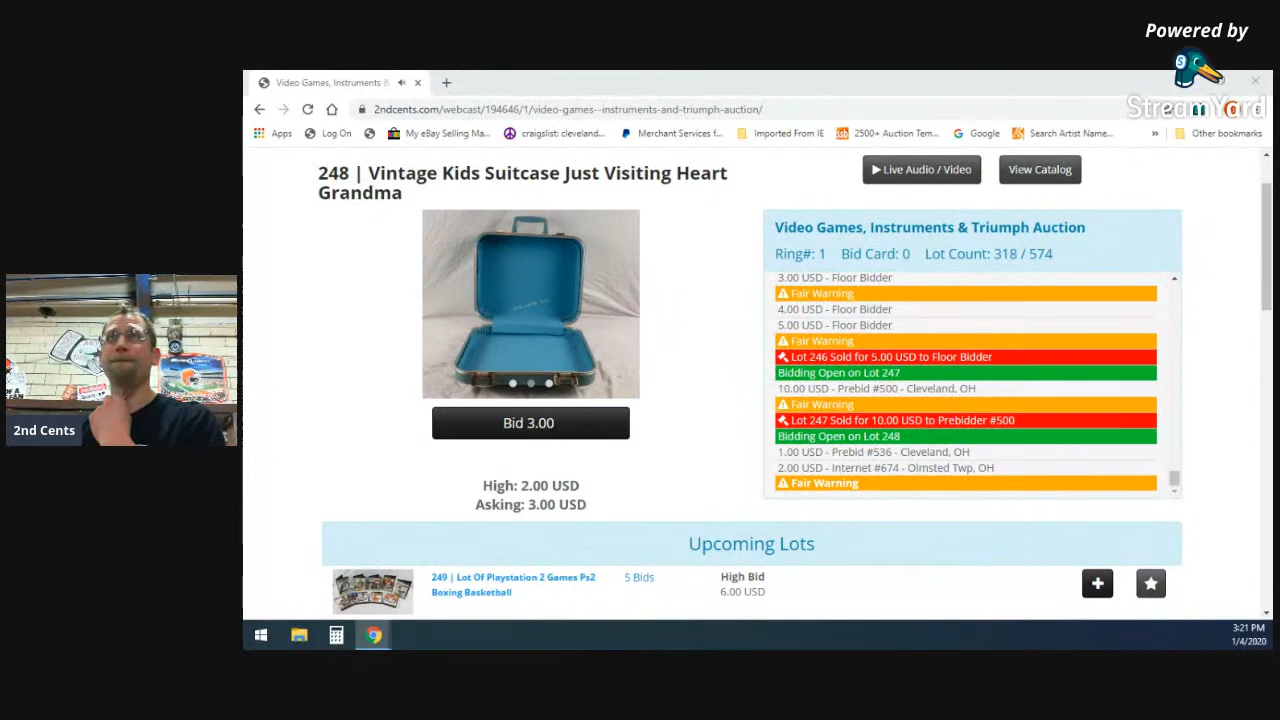 Powered by
StreamYard
Video Games, Instruments &
2ndcents.com/webcast/194646/1/video-games--instruments-and-triumph-auction/
Apps
Log On
My eBay Selling Ma...
craigslist: cleveland...
Merchant Services f...
Imported From IE
2500+ Auction Tem...
Google
Search Artist Name...
»
Other bookmarks
248 | Vintage Kids Suitcase Just Visiting Heart
Grandma
Live Audio / Video
View Catalog
Video Games, Instruments & Triumph Auction
Ring#: 1 Bid Card: 0 Lot Count: 318 / 574
3.00 USD - Floor Bidder
Fair Warning
4.00 USD - Floor Bidder
5.00 USD - Floor Bidder
Fair Warning
Lot 246 Sold for 5.00 USD to Floor Bidder
Bidding Open on Lot 247
10.00 USD - Prebid #500 - Cleveland, OH
Fair Warning
Lot 247 Sold for 10.00 USD to Prebidder #500
Bidding Open on Lot 248
1.00 USD - Prebid #536 - Cleveland, OH
2.00 USD - Internet #674 - Olmsted Twp, OH
Fair Warning
Bid 3.00
High: 2.00 USD
Asking: 3.00 USD
2nd Cents
Upcoming Lots
249 | Lot Of Playstation 2 Games Ps2
Boxing Basketball
5 Bids
High Bid
6.00 USD
3:21 PM
1/4/2020